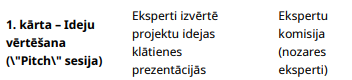 1. kārta – Ideju
vērtēšana
(\"Pitch\" sesija)
Eksperti izvērtē
projektu idejas
klātienes
prezentācijās
Ekspertu
komisija
(nozares
eksperti)